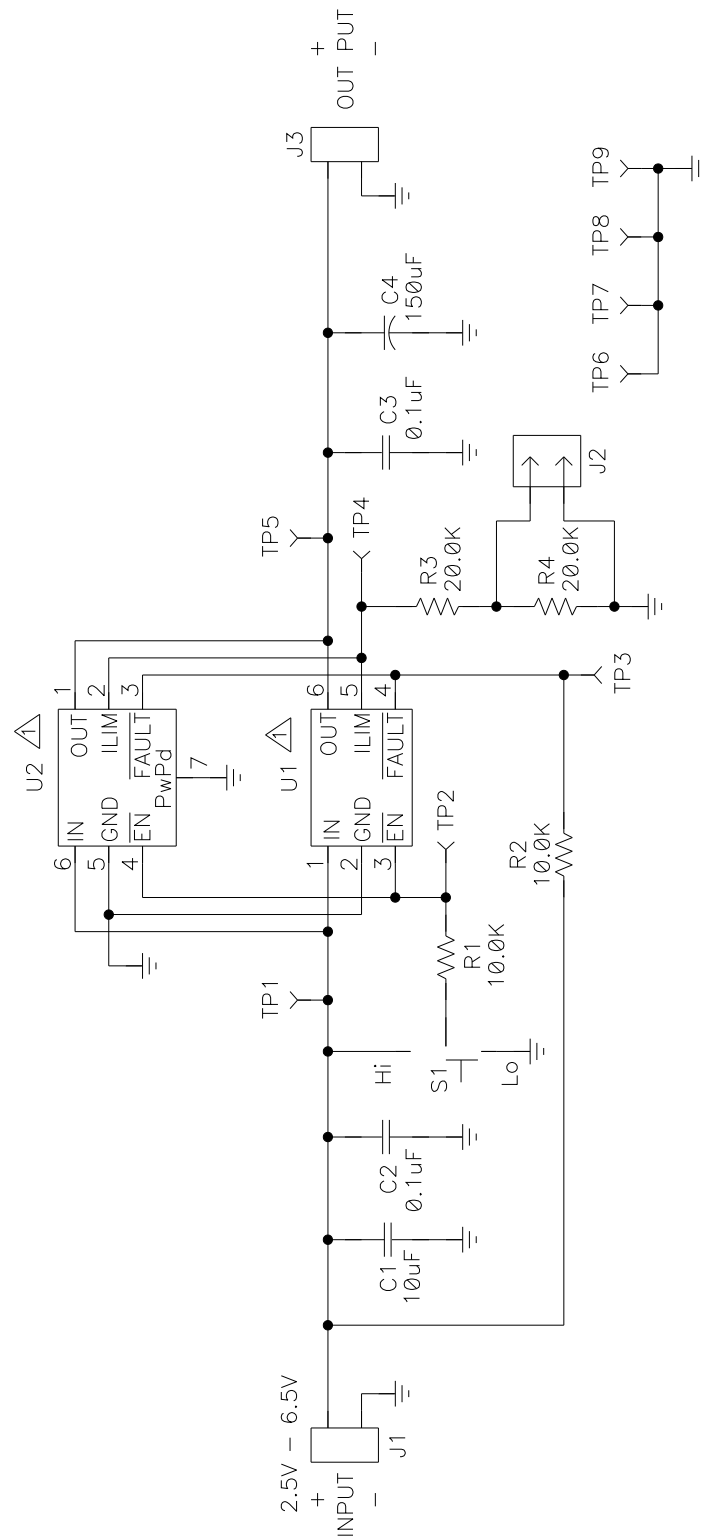 +
OUT PUT
−
J3
C4
150uF
C3
0.1uF
TP6
TP7
TP8
TP9
J2
TP5
TP4
R3
20.0K
R4
20.0K
TP3
U2
1
1
2
3
OUT
ILIM
FAULT
PwPd
7
IN
GND
EN
6
5
4
U1
1
6
5
4
OUT
ILIM
FAULT
IN
GND
EN
1
2
3
TP2
R2
10.0K
R1
10.0K
TP1
Hi
S1
Lo
C2
0.1uF
C1
10uF
2.5V − 6.5V
J1
+
INPUT
−